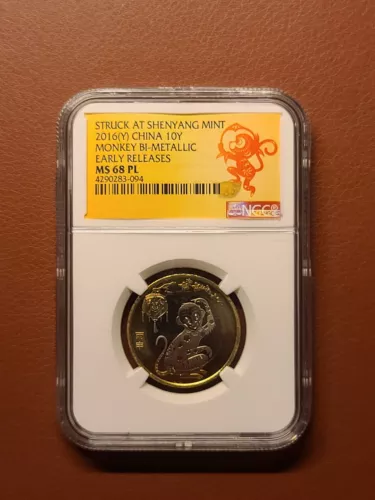 STRUCK AT SHENYANG MINT
2016(Y) CHINA 10Y
MONKEY BI-METALLIC
EARLY RELEASES
MS 68 PL
4290283-094
NGC